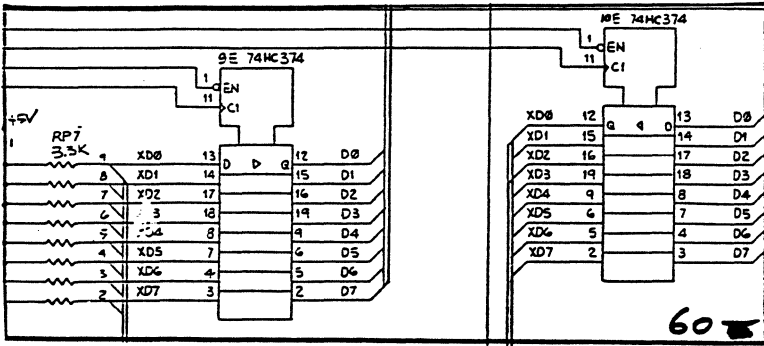 10E 74HC374
1 EN
11 C1
9E 74HC374
1 EN
11 C1
+5V
1
RP7
3.3K
9 XD0 13 D Q 12 D0
8 XD1 14 15 D1
7 XD2 17 16 D2
6 3 18 19 D3
5 D4 8 9 D4
4 XD5 7 6 D5
3 XD6 4 5 D6
2 XD7 3 2 D7
XD0 12 Q D 13 D0
XD1 15 14 D1
XD2 16 17 D2
XD3 19 18 D3
XD4 9 8 D4
XD5 6 7 D5
XD6 5 4 D6
XD7 2 3 D7
60